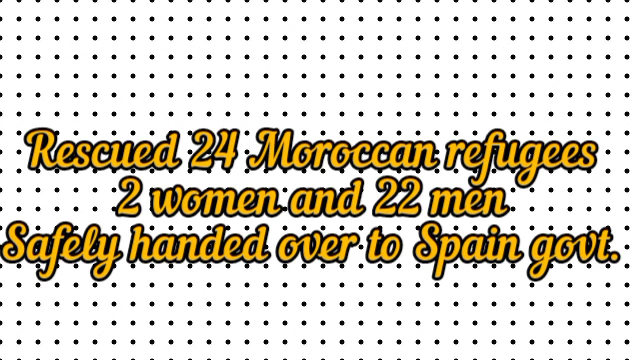 Rescued 24 Moroccan refugees
2 women and 22 men
Safely handed over to Spain govt.